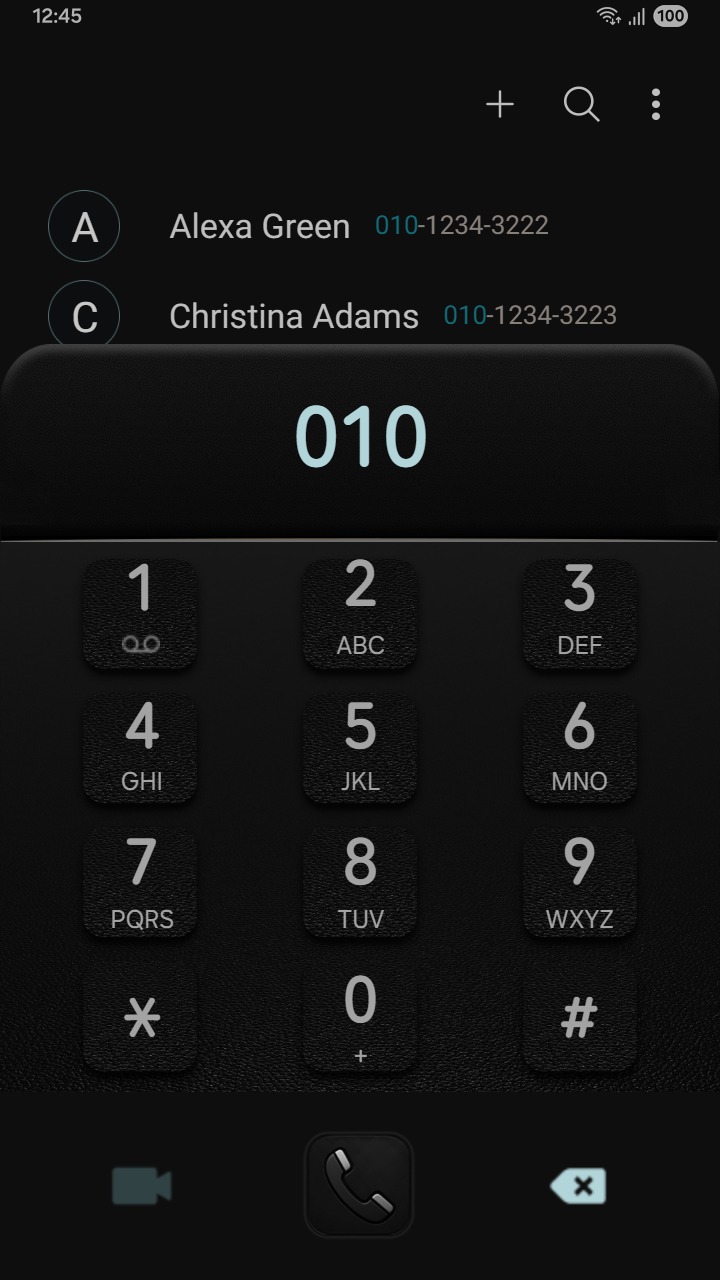 12:45 100
A Alexa Green 010-1234-3222
C Christina Adams 010-1234-3223
010
1 2 3
ABC DEF
4 5 6
GHI JKL MNO
7 8 9
PQRS TUV WXYZ
* 0 #
+